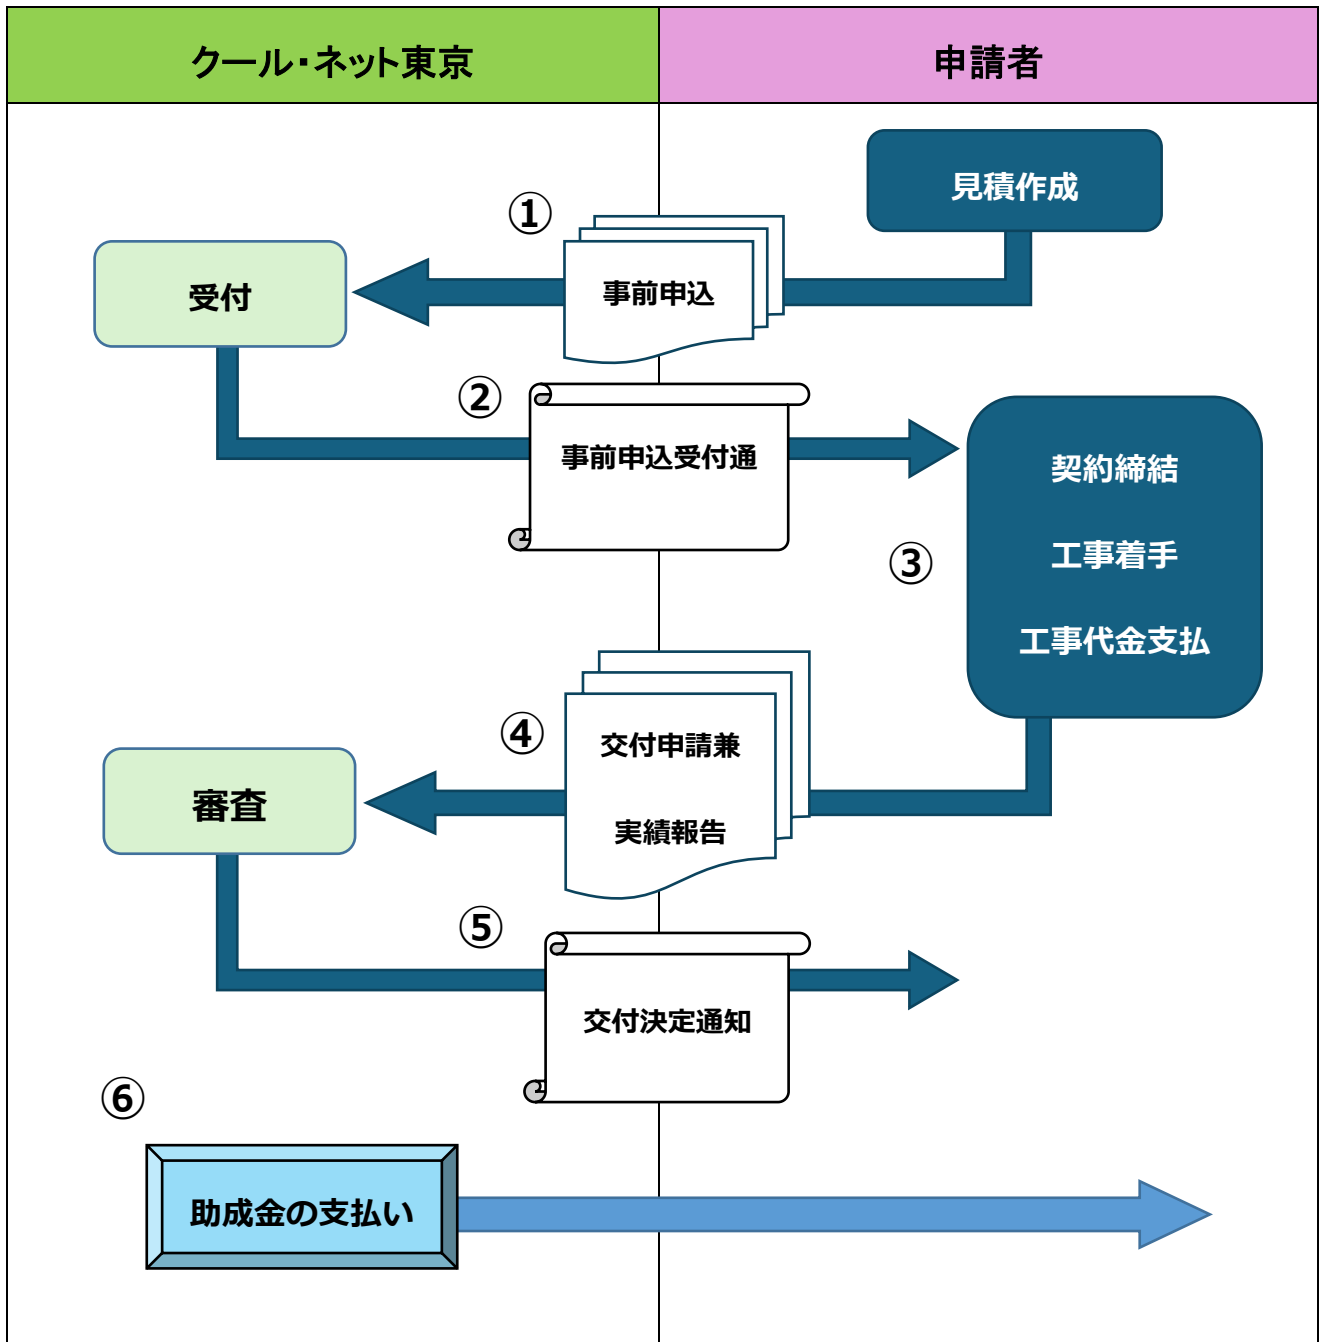 クール・ネット東京
申請者
見積作成
①
事前申込
受付
②
事前申込受付通
契約締結
③
工事着手
工事代金支払
④
交付申請兼
実績報告
審査
⑤
交付決定通知
⑥
助成金の支払い